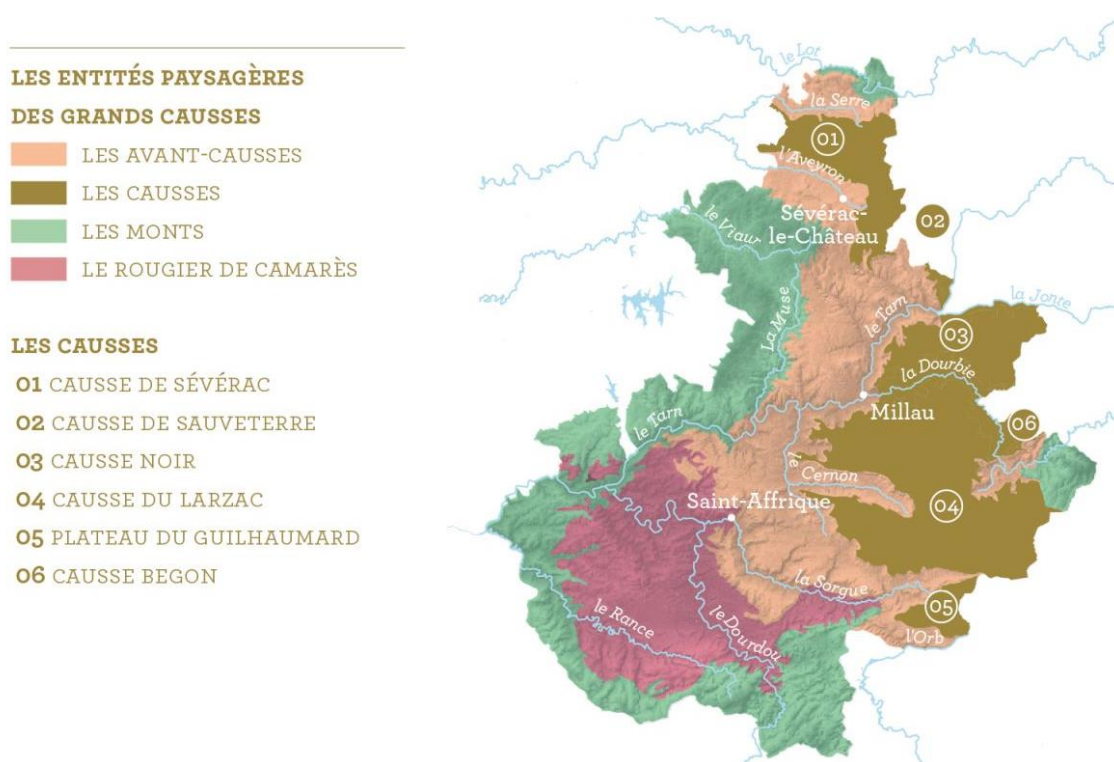 LES ENTITÉS PAYSAGÈRES
DES GRANDS CAUSSES
LES AVANT-CAUSSES
LES CAUSSES
LES MONTS
LE ROUGIER DE CAMARÈS
LES CAUSSES
01 CAUSSE DE SÉVÉRAC
02 CAUSSE DE SAUVETERRE
03 CAUSSE NOIR
04 CAUSSE DU LARZAC
05 PLATEAU DU GUILHAUMARD
06 CAUSSE BEGON
le Lot
la Serre
01
l'Aveyron
Sévérac-
le-Château
02
le Viaur
la Jonte
La Muse
le Tarn
03
la Dourbie
Millau
06
le Tarn
le Cernon
Saint-Affrique
04
la Sorgue
05
le Rance
le Dourdou
l'Orb